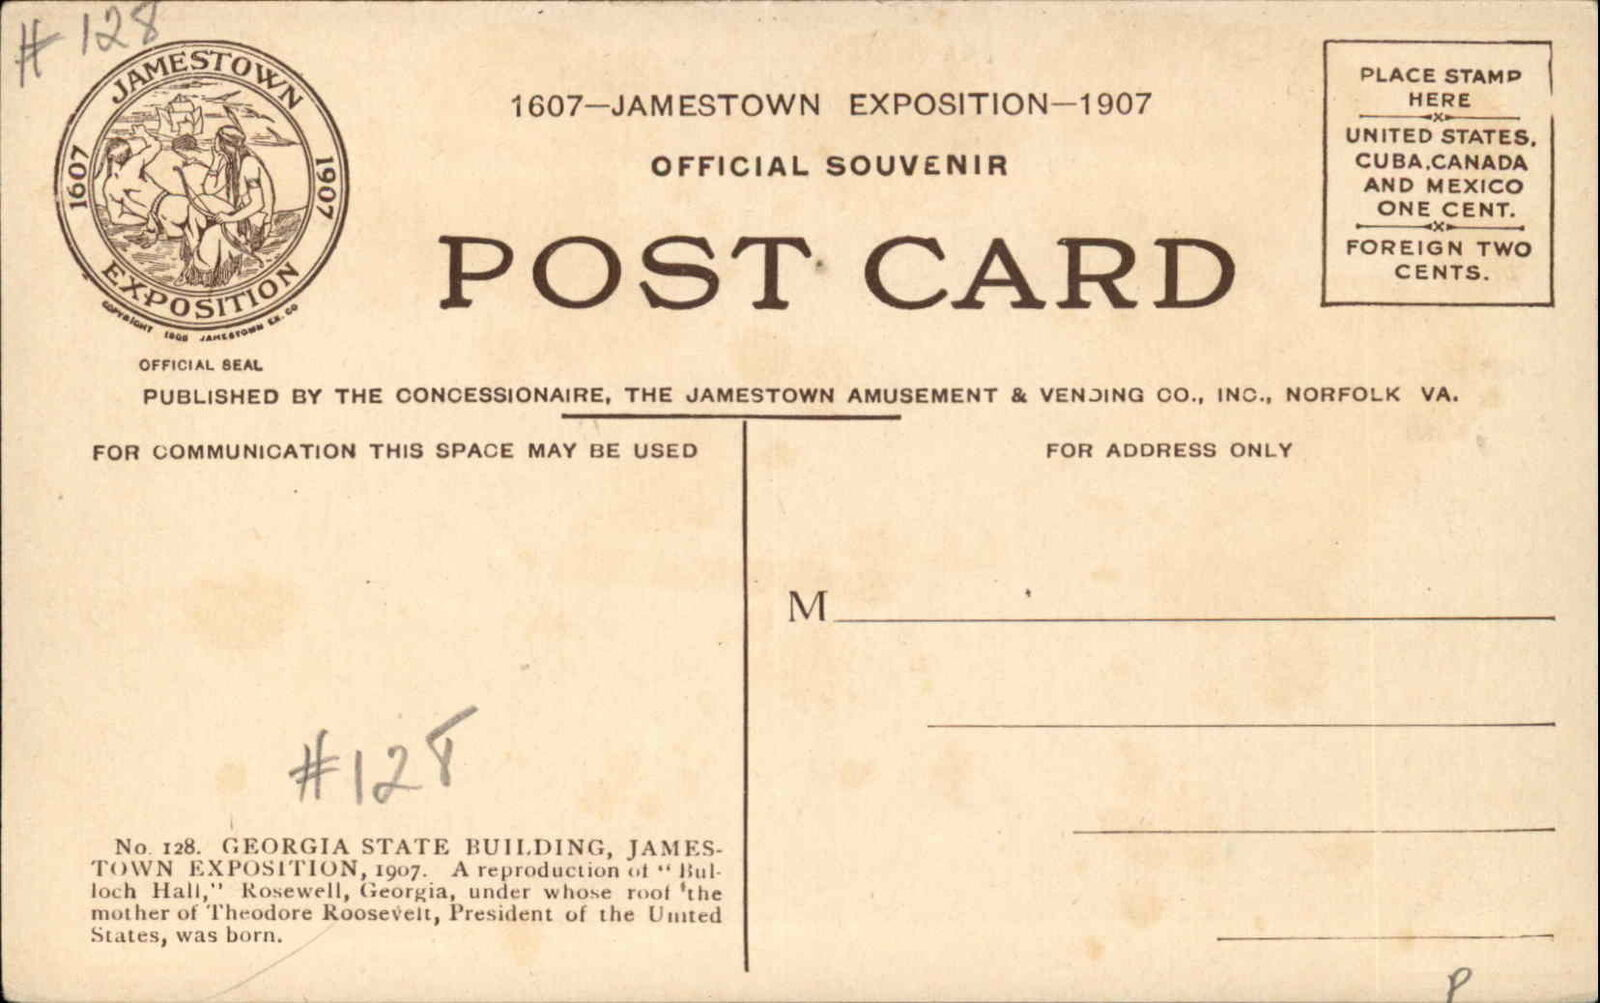 # 128
JAMESTOWN
1607
1907
EXPOSITION
COPYRIGHT 1906 JAMESTOWN EX. CO
OFFICIAL SEAL
1607—JAMESTOWN EXPOSITION—1907
OFFICIAL SOUVENIR
POST CARD
PLACE STAMP
HERE
UNITED STATES,
CUBA, CANADA
AND MEXICO
ONE CENT.
FOREIGN TWO
CENTS.
PUBLISHED BY THE CONCESSIONAIRE, THE JAMESTOWN AMUSEMENT & VENDING CO., INC., NORFOLK VA.
FOR COMMUNICATION THIS SPACE MAY BE USED
FOR ADDRESS ONLY
M
#128
No. 128. GEORGIA STATE BUILDING, JAMES-
TOWN EXPOSITION, 1907. A reproduction of "Bul-
loch Hall," Rosewell, Georgia, under whose roof the
mother of Theodore Roosevelt, President of the United
States, was born.
P